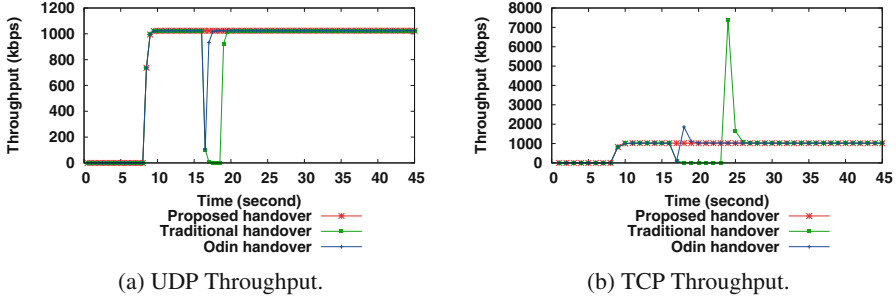 1200
1000
800
600
400
200
0
Throughput (kbps)
0 5 10 15 20 25 30 35 40 45
Time (second)
Proposed handover
Traditional handover
Odin handover
(a) UDP Throughput.
8000
7000
6000
5000
4000
3000
2000
1000
0
Throughput (kbps)
0 5 10 15 20 25 30 35 40 45
Time (second)
Proposed handover
Traditional handover
Odin handover
(b) TCP Throughput.